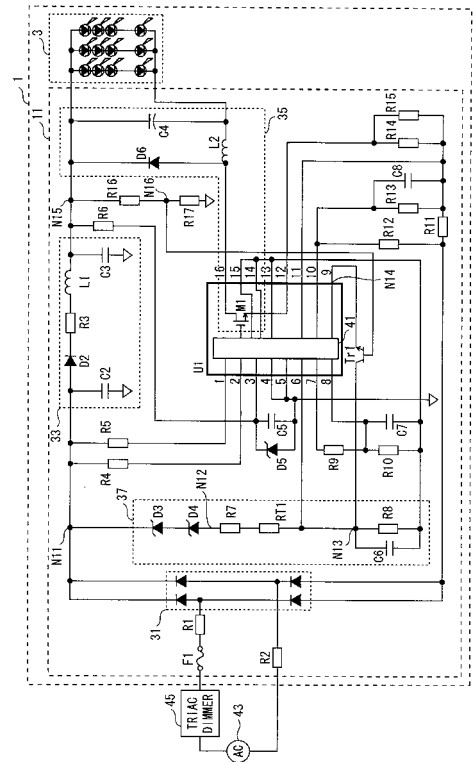 1
11
3
N15
33
L1
R3
D2
C2
C3
R16
N16
R17
R6
D6
C4
L2
35
R5
R4
N11
37
D3
D4
N12
R7
RT1
N13
C6
R8
31
R1
F1
R2
45
TRIAC
DIMMER
43
AC
U1
1
2
3
4
5
6
7
8
16
15
14
13
12
11
10
9
M1
41
Tr1
N14
D5
C5
R9
R10
C7
R12
R13
C8
R11
R14
R15